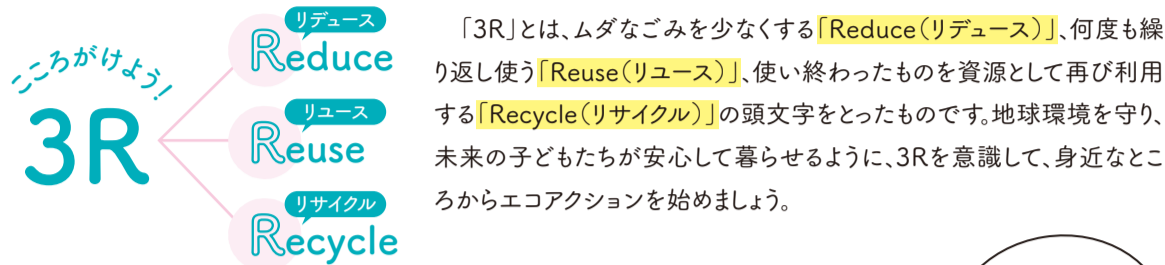 こころがけよう!
3R
リデュース
Reduce
リユース
Reuse
リサイクル
Recycle
「3R」とは、ムダなごみを少なくする「Reduce(リデュース)」、何度も繰
り返し使う「Reuse(リユース)」、使い終わったものを資源として再び利用
する「Recycle(リサイクル)」の頭文字をとったものです。地球環境を守り、
未来の子どもたちが安心して暮らせるように、3Rを意識して、身近なとこ
ろからエコアクションを始めましょう。